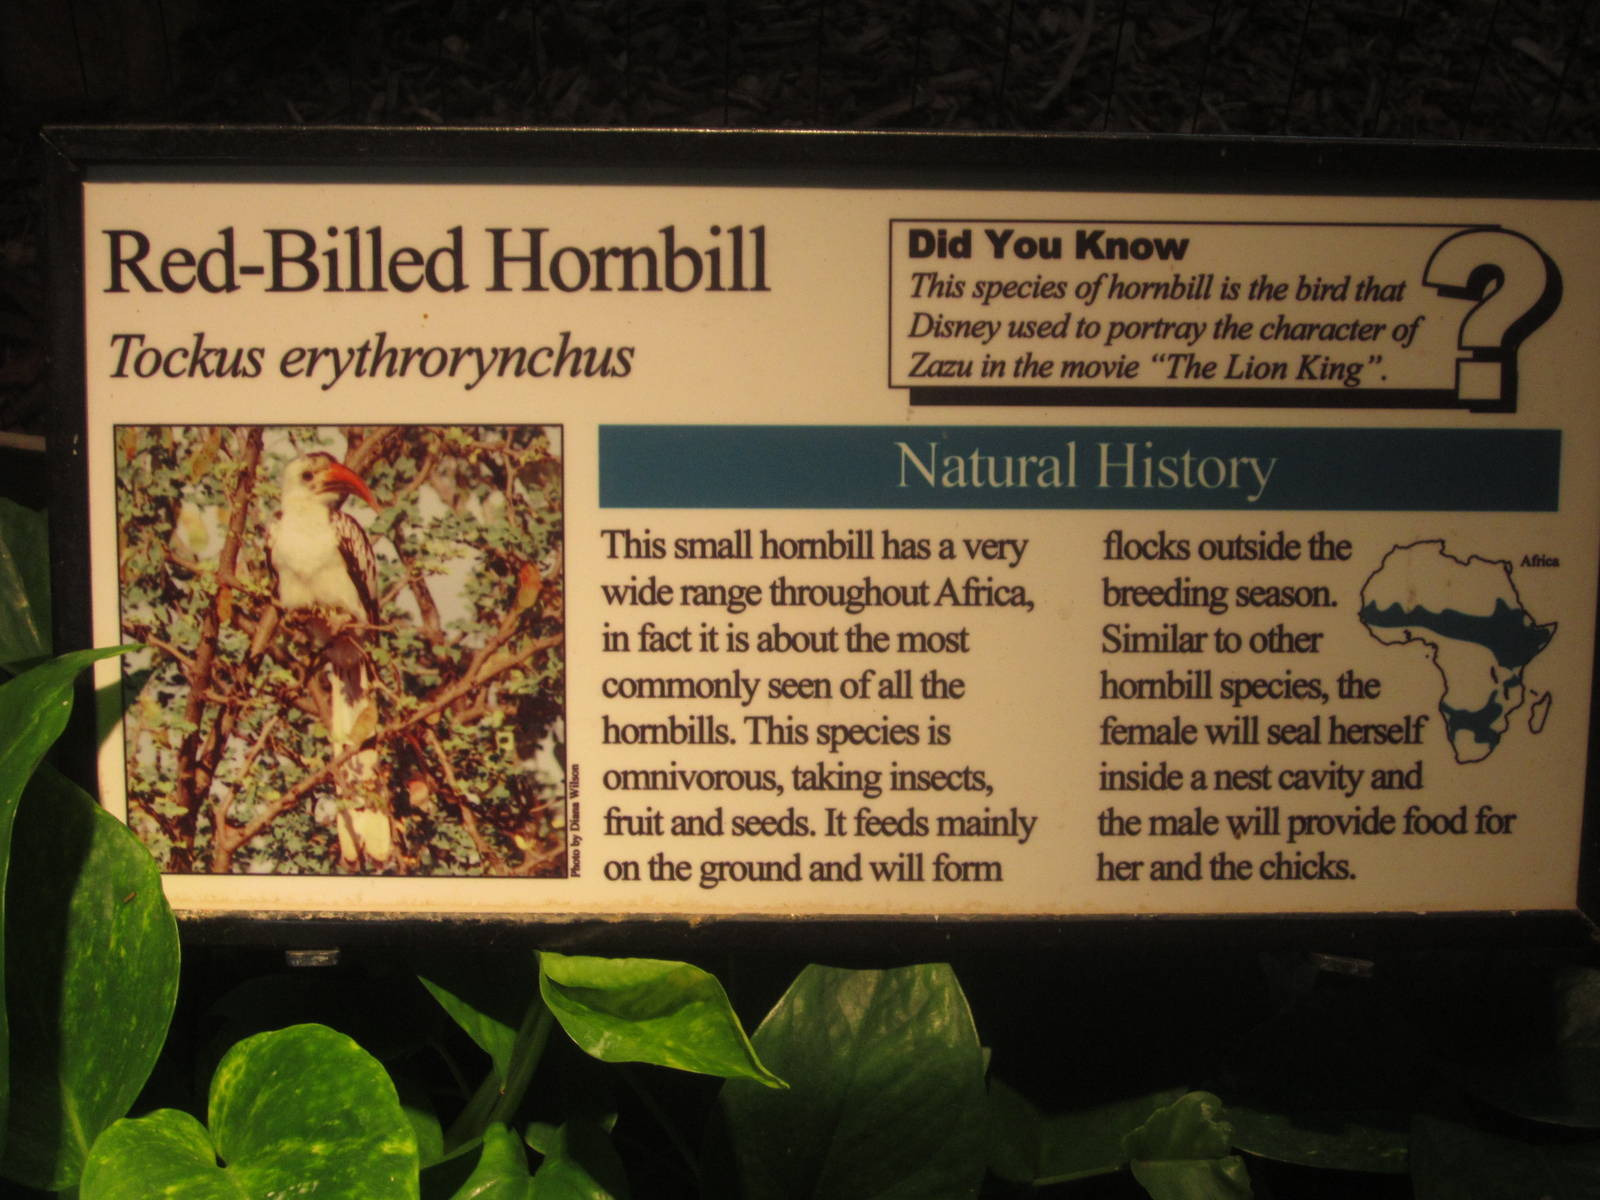 Red-Billed Hornbill
Tockus erythrorynchus
Did You Know
This species of hornbill is the bird that
Disney used to portray the character of
Zazu in the movie “The Lion King”.
?
Photo by Diana Wilson
Natural History
This small hornbill has a very
wide range throughout Africa,
in fact it is about the most
commonly seen of all the
hornbills. This species is
omnivorous, taking insects,
fruit and seeds. It feeds mainly
on the ground and will form
flocks outside the
breeding season.
Similar to other
hornbill species, the
female will seal herself
inside a nest cavity and
the male will provide food for
her and the chicks.
Africa